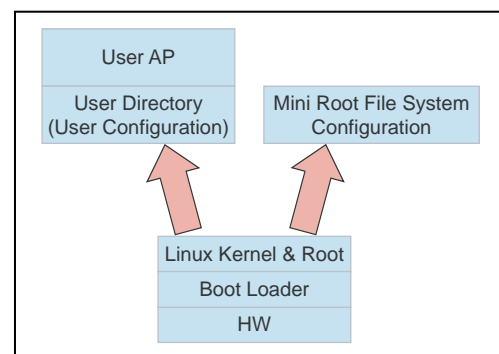 User AP
User Directory
(User Configuration)
Mini Root File System
Configuration
Linux Kernel & Root
Boot Loader
HW